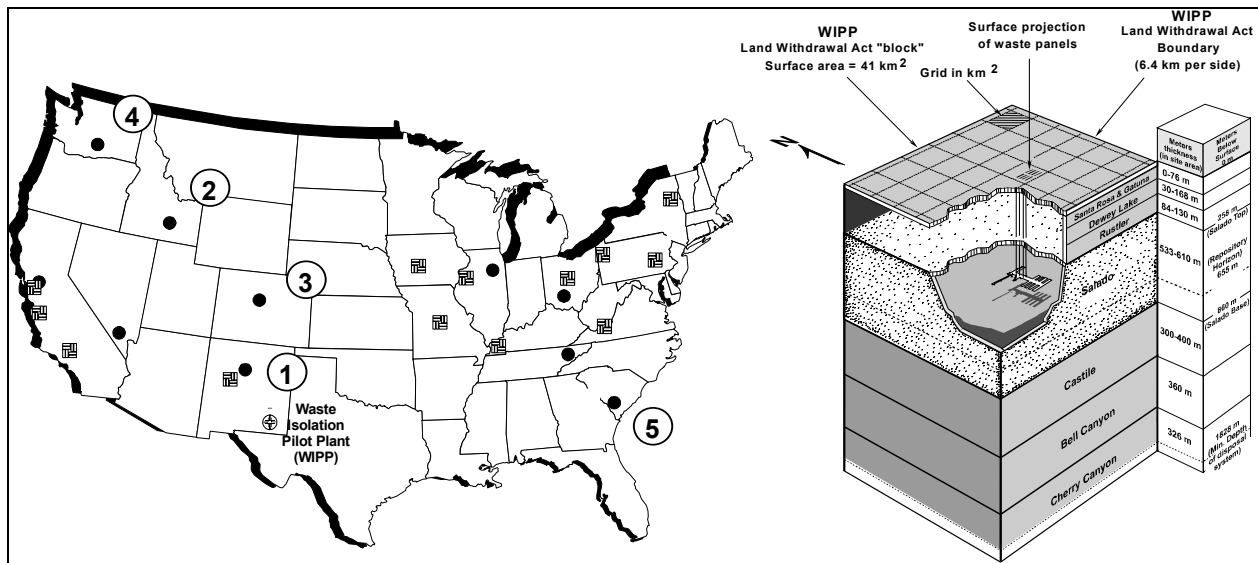 4
2
3
1
5
Waste
Isolation
Pilot Plant
(WIPP)
WIPP
Land Withdrawal Act "block"
Surface area = 41 km2
Surface projection
of waste panels
Grid in km 2
WIPP
Land Withdrawal Act
Boundary
(6.4 km per side)
Meters
thickness
(in site area)
Meters
Below
Surface
0 m
0-76 m
30-168 m
84-130 m
533-610 m
300-400 m
360 m
326 m
258 m
(Salado Top)
(Repository
Horizon)
655 m
860 m
(Salado Base)
1828 m
(Min. Depth
of disposal
system)
Santa Rosa & Gatuna
Dewey Lake
Rustler
Salado
Castile
Bell Canyon
Cherry Canyon